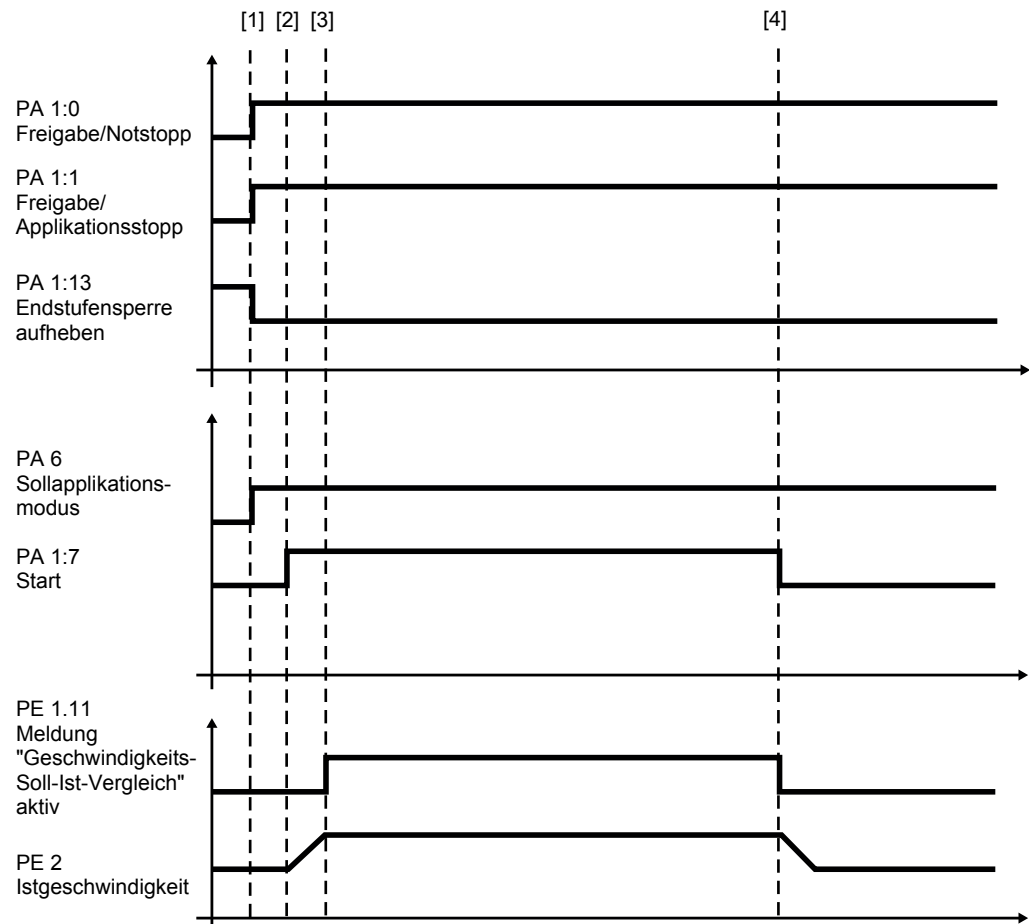 [1] [2] [3] [4]
PA 1:0
Freigabe/Notstopp
PA 1:1
Freigabe/
Applikationsstopp
PA 1:13
Endstufensperre
aufheben
PA 6
Sollapplikations-
modus
PA 1:7
Start
PE 1.11
Meldung
"Geschwindigkeits-
Soll-Ist-Vergleich"
aktiv
PE 2
Istgeschwindigkeit